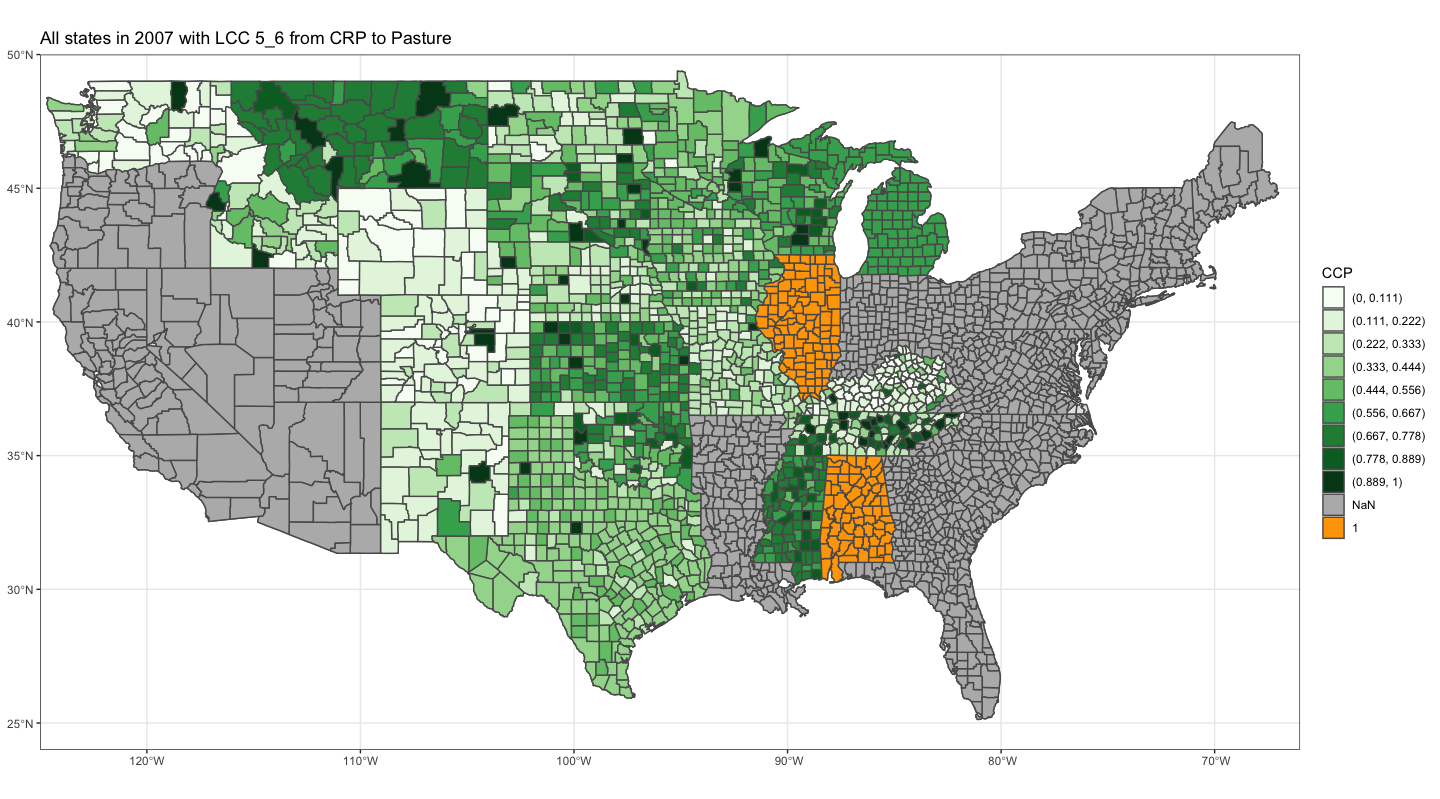 All states in 2007 with LCC 5_6 from CRP to Pasture
50°N
45°N
40°N
35°N
30°N
25°N
120°W
110°W
100°W
90°W
80°W
70°W
CCP
(0, 0.111)
(0.111, 0.222)
(0.222, 0.333)
(0.333, 0.444)
(0.444, 0.556)
(0.556, 0.667)
(0.667, 0.778)
(0.778, 0.889)
(0.889, 1)
NaN
1